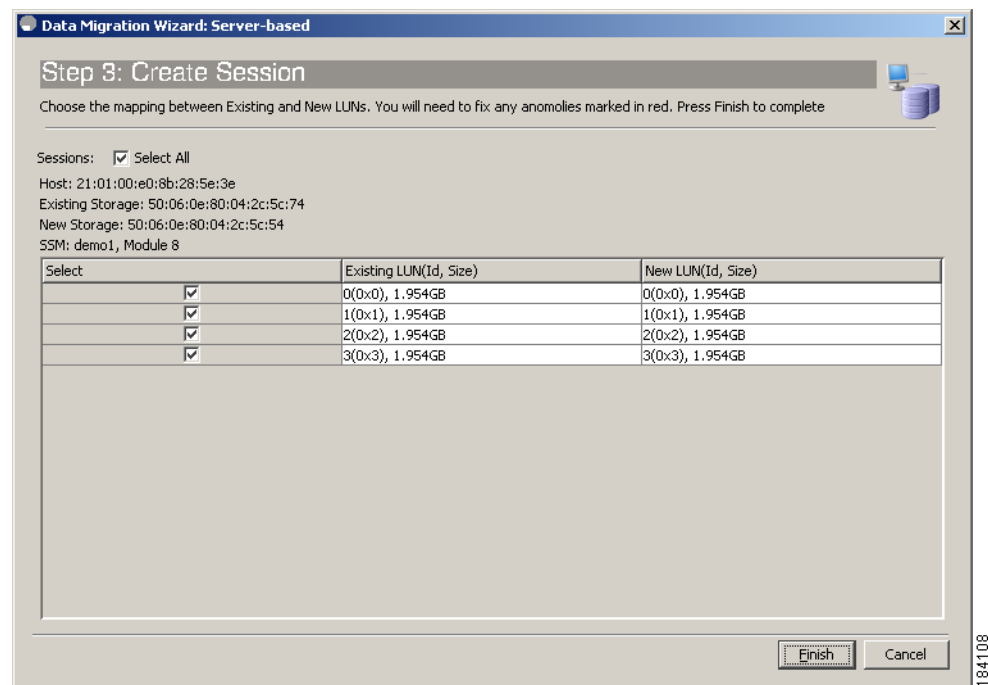 Data Migration Wizard: Server-based
Step 3: Create Session
Choose the mapping between Existing and New LUNs. You will need to fix any anomolies marked in red. Press Finish to complete
Sessions: Select All
Host: 21:01:00:e0:8b:28:5e:3e
Existing Storage: 50:06:0e:80:04:2c:5c:74
New Storage: 50:06:0e:80:04:2c:5c:54
SSM: demo1, Module 8
Select Existing LUN(Id, Size) New LUN(Id, Size)
0(0x0), 1.954GB 0(0x0), 1.954GB
1(0x1), 1.954GB 1(0x1), 1.954GB
2(0x2), 1.954GB 2(0x2), 1.954GB
3(0x3), 1.954GB 3(0x3), 1.954GB
Finish Cancel
184108